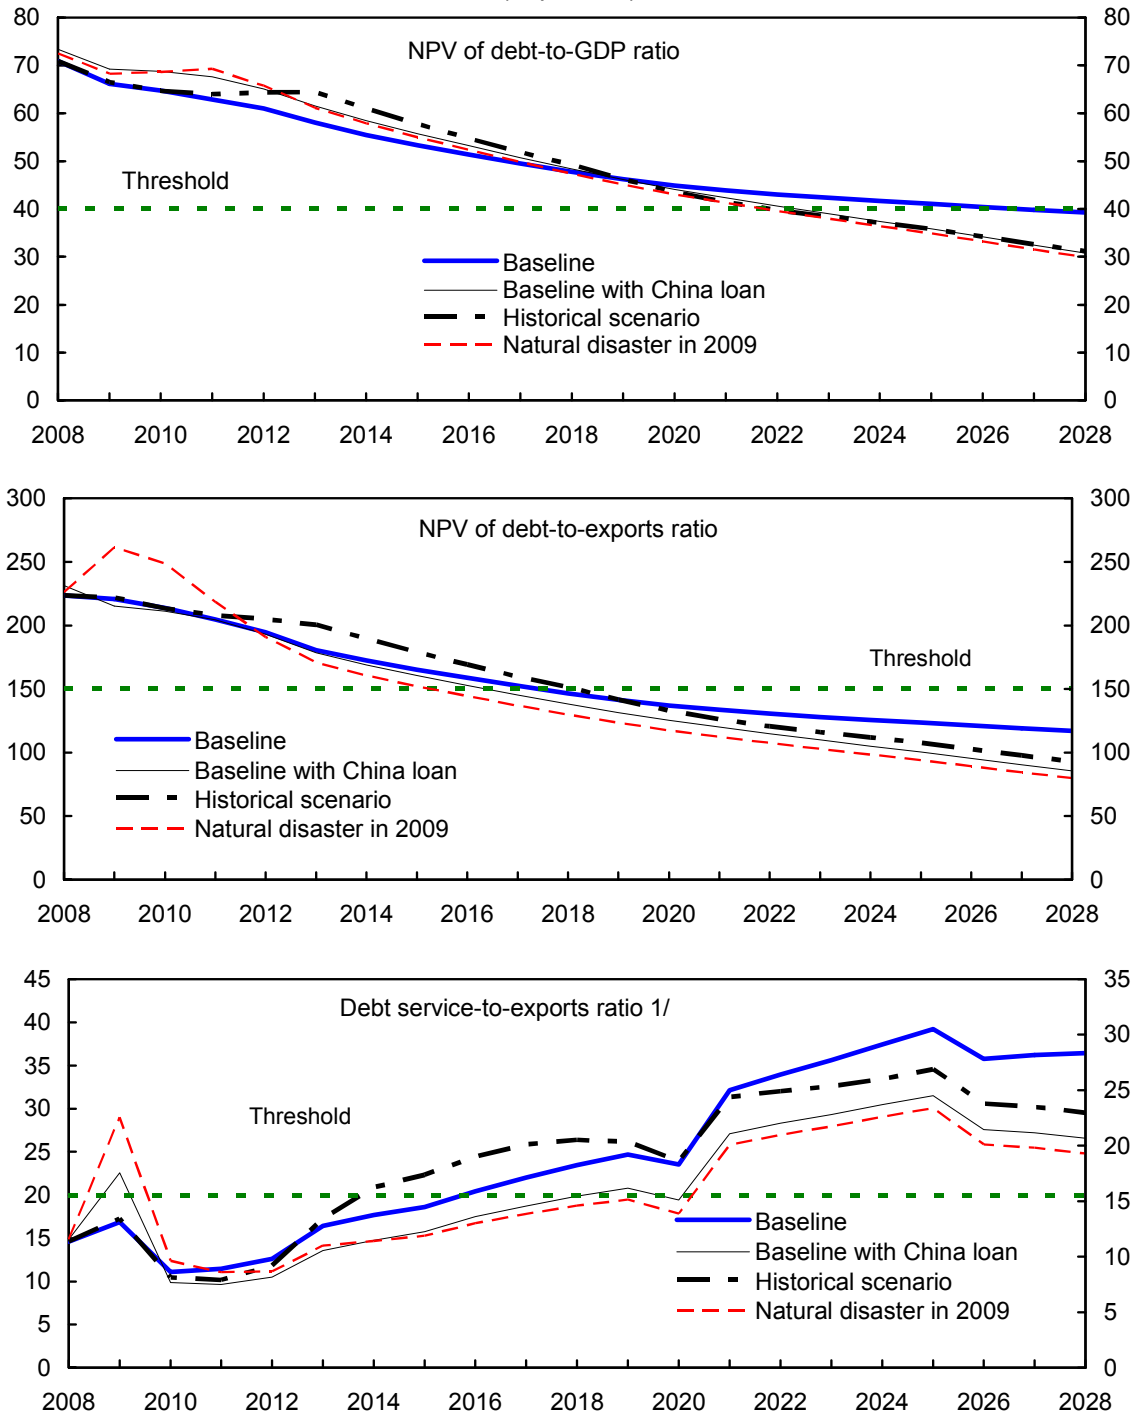 80 80
NPV of debt-to-GDP ratio
70 70
60 60
50 50
Threshold
40 40
30 30
Baseline
Baseline with China loan
20 20
Historical scenario
10 10
Natural disaster in 2009
0 0
2008 2010 2012 2014 2016 2018 2020 2022 2024 2026 2028
300 300
NPV of debt-to-exports ratio
250 250
200 200
Threshold
150 150
Baseline
100 100
Baseline with China loan
Historical scenario
50 50
Natural disaster in 2009
0 0
2008 2010 2012 2014 2016 2018 2020 2022 2024 2026 2028
45 35
Debt service-to-exports ratio 1/
40
30
35
25
30
Threshold
25
20
20
15
Baseline
15
Baseline with China loan
10
10
Historical scenario
5
5
Natural disaster in 2009
0 0
2008 2010 2012 2014 2016 2018 2020 2022 2024 2026 2028